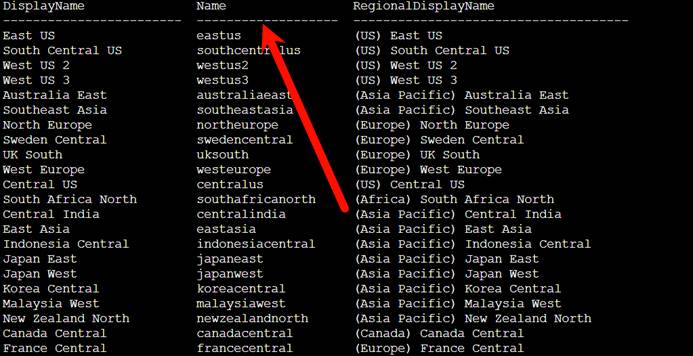 DisplayName Name RegionalDisplayName
------------------------ ------------------- -------------------------------------
East US eastus (US) East US
South Central US southcentralus (US) South Central US
West US 2 westus2 (US) West US 2
West US 3 westus3 (US) West US 3
Australia East australiaeast (Asia Pacific) Australia East
Southeast Asia southeastasia (Asia Pacific) Southeast Asia
North Europe northeurope (Europe) North Europe
Sweden Central swedencentral (Europe) Sweden Central
UK South uksouth (Europe) UK South
West Europe westeurope (Europe) West Europe
Central US centralus (US) Central US
South Africa North southafricanorth (Africa) South Africa North
Central India centralindia (Asia Pacific) Central India
East Asia eastasia (Asia Pacific) East Asia
Indonesia Central indonesiacentral (Asia Pacific) Indonesia Central
Japan East japaneast (Asia Pacific) Japan East
Japan West japanwest (Asia Pacific) Japan West
Korea Central koreacentral (Asia Pacific) Korea Central
Malaysia West malaysiawest (Asia Pacific) Malaysia West
New Zealand North newzealandnorth (Asia Pacific) New Zealand North
Canada Central canadacentral (Canada) Canada Central
France Central francecentral (Europe) France Central